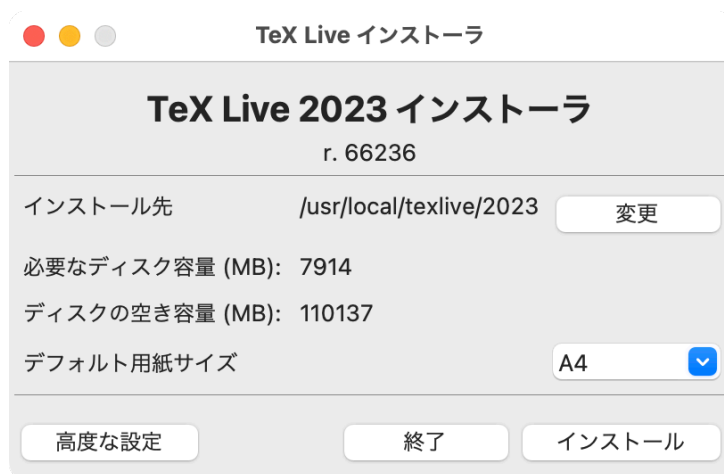 TeX Live インストーラ
TeX Live 2023 インストーラ
r. 66236
インストール先 /usr/local/texlive/2023 変更
必要なディスク容量 (MB): 7914
ディスクの空き容量 (MB): 110137
デフォルト用紙サイズ A4
高度な設定 終了 インストール